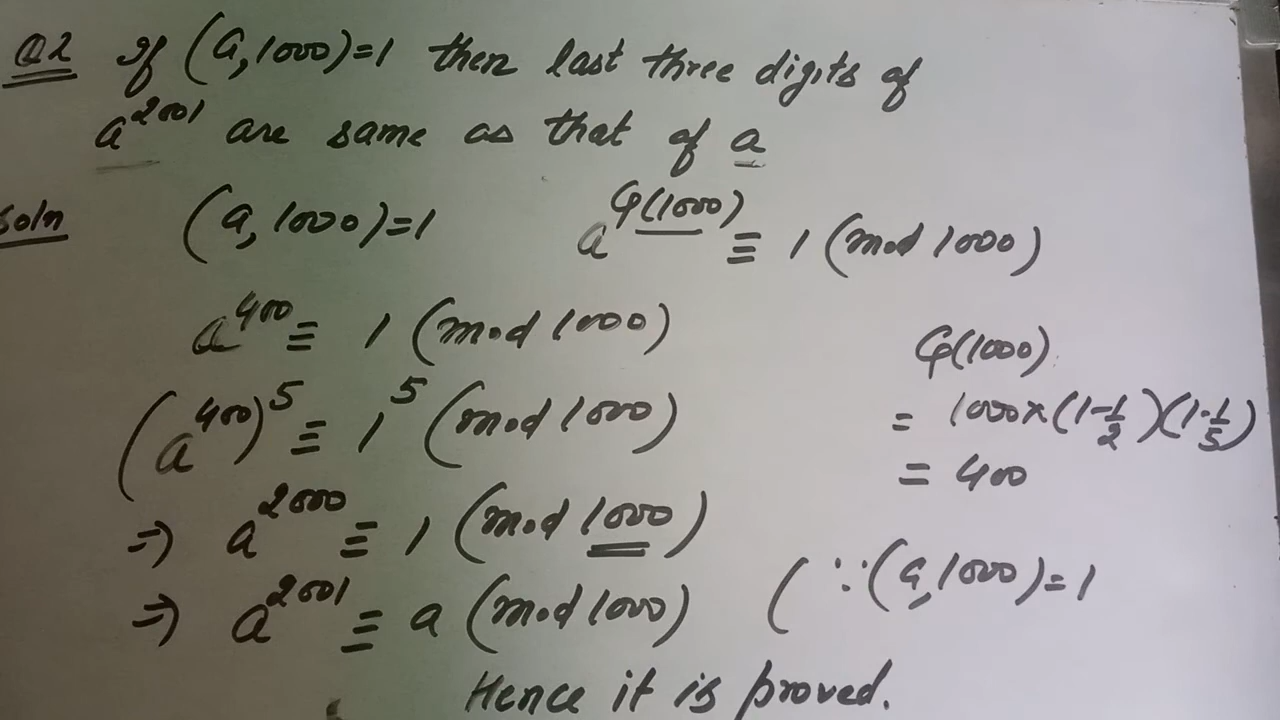 Q2 If (a,1000)=1 then last three digits of
a^2001 are same as that of a
Soln (a,1000)=1 a^φ(1000) ≡ 1 (mod 1000)
a^400 ≡ 1 (mod 1000)
φ(1000)
(a^400)^5 ≡ 1^5 (mod 1000)
= 1000×(1-1/2)(1-1/5)
= 400
⇒ a^2000 ≡ 1 (mod 1000)
⇒ a^2001 ≡ a (mod 1000) (∵(a,1000)=1
Hence it is proved.